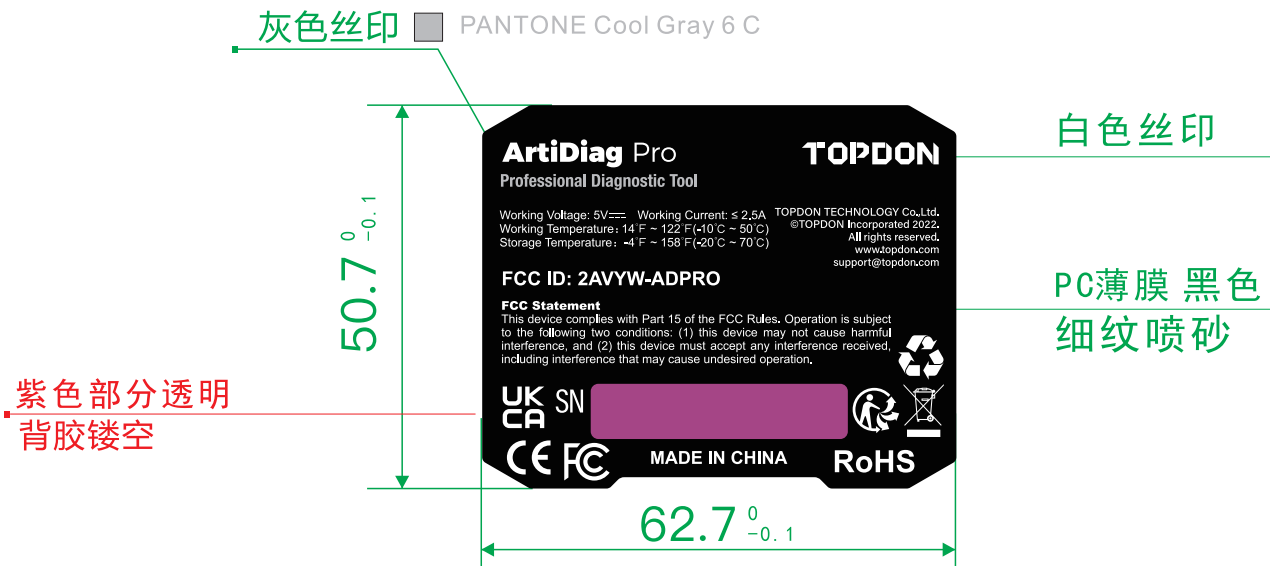 灰色丝印 PANTONE Cool Gray 6 C
白色丝印
PC薄膜 黑色
细纹喷砂
紫色部分透明
背胶镂空
50.7 0 -0.1
62.7 0 -0.1
ArtiDiag Pro
Professional Diagnostic Tool
TOPDON
Working Voltage: 5V⎓ Working Current: ≤ 2.5A
Working Temperature: 14°F ~ 122°F(-10°C ~ 50°C)
Storage Temperature: -4°F ~ 158°F(-20°C ~ 70°C)
TOPDON TECHNOLOGY Co.,Ltd.
©TOPDON Incorporated 2022.
All rights reserved.
www.topdon.com
support@topdon.com
FCC ID: 2AVYW-ADPRO
FCC Statement
This device complies with Part 15 of the FCC Rules. Operation is subject
to the following two conditions: (1) this device may not cause harmful
interference, and (2) this device must accept any interference received,
including interference that may cause undesired operation.
UK
CA
SN
CE FC
MADE IN CHINA
RoHS